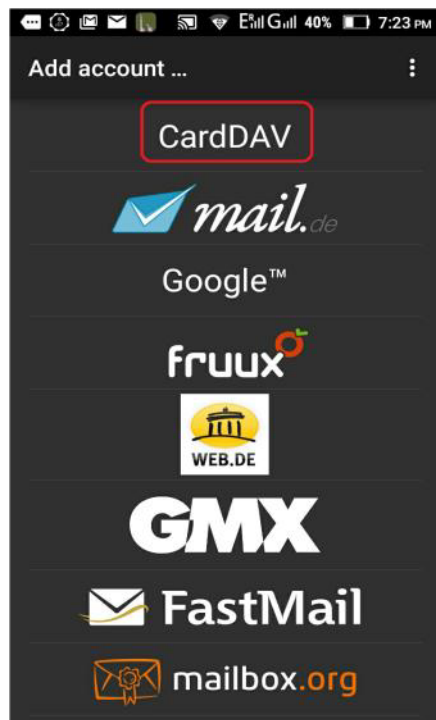 E R G 40% 7:23 PM
Add account ...
CardDAV
mail.de
Google™
fruux
WEB.DE
GMX
FastMail
mailbox.org